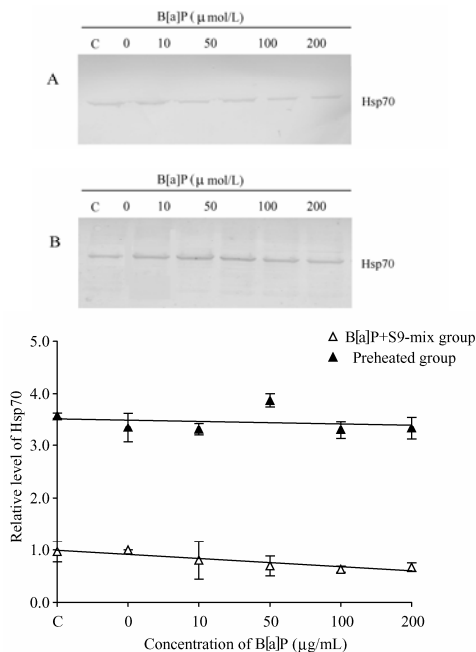 B[a]P (μ mol/L)
C 0 10 50 100 200
A
Hsp70
B[a]P (μ mol/L)
C 0 10 50 100 200
B
Hsp70
B[a]P+S9-mix group
Preheated group
Relative level of Hsp70
5.0
4.0
3.0
2.0
1.0
0.0
C 0 10 50 100 200
Concentration of B[a]P (μg/mL)